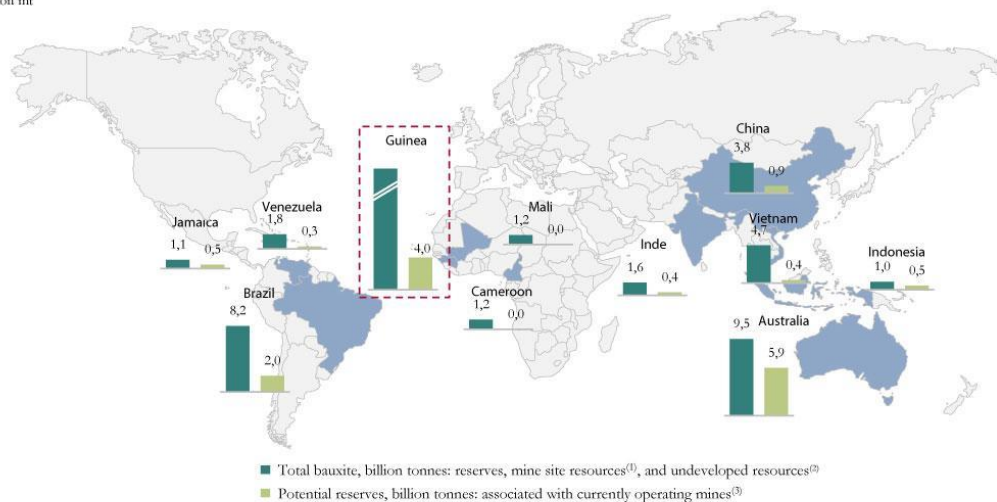 Guinea
4,0
China
3,8
0,9
Jamaica
1,1
0,5
Venezuela
1,8
0,3
Mali
1,2
0,0
Inde
1,6
0,4
Vietnam
4,7
0,4
Indonesia
1,0
0,5
Brazil
8,2
2,0
Cameroon
1,2
0,0
Australia
9,5
5,9
Total bauxite, billion tonnes: reserves, mine site resources(1), and undeveloped resources(2)
Potential reserves, billion tonnes: associated with currently operating mines(3)